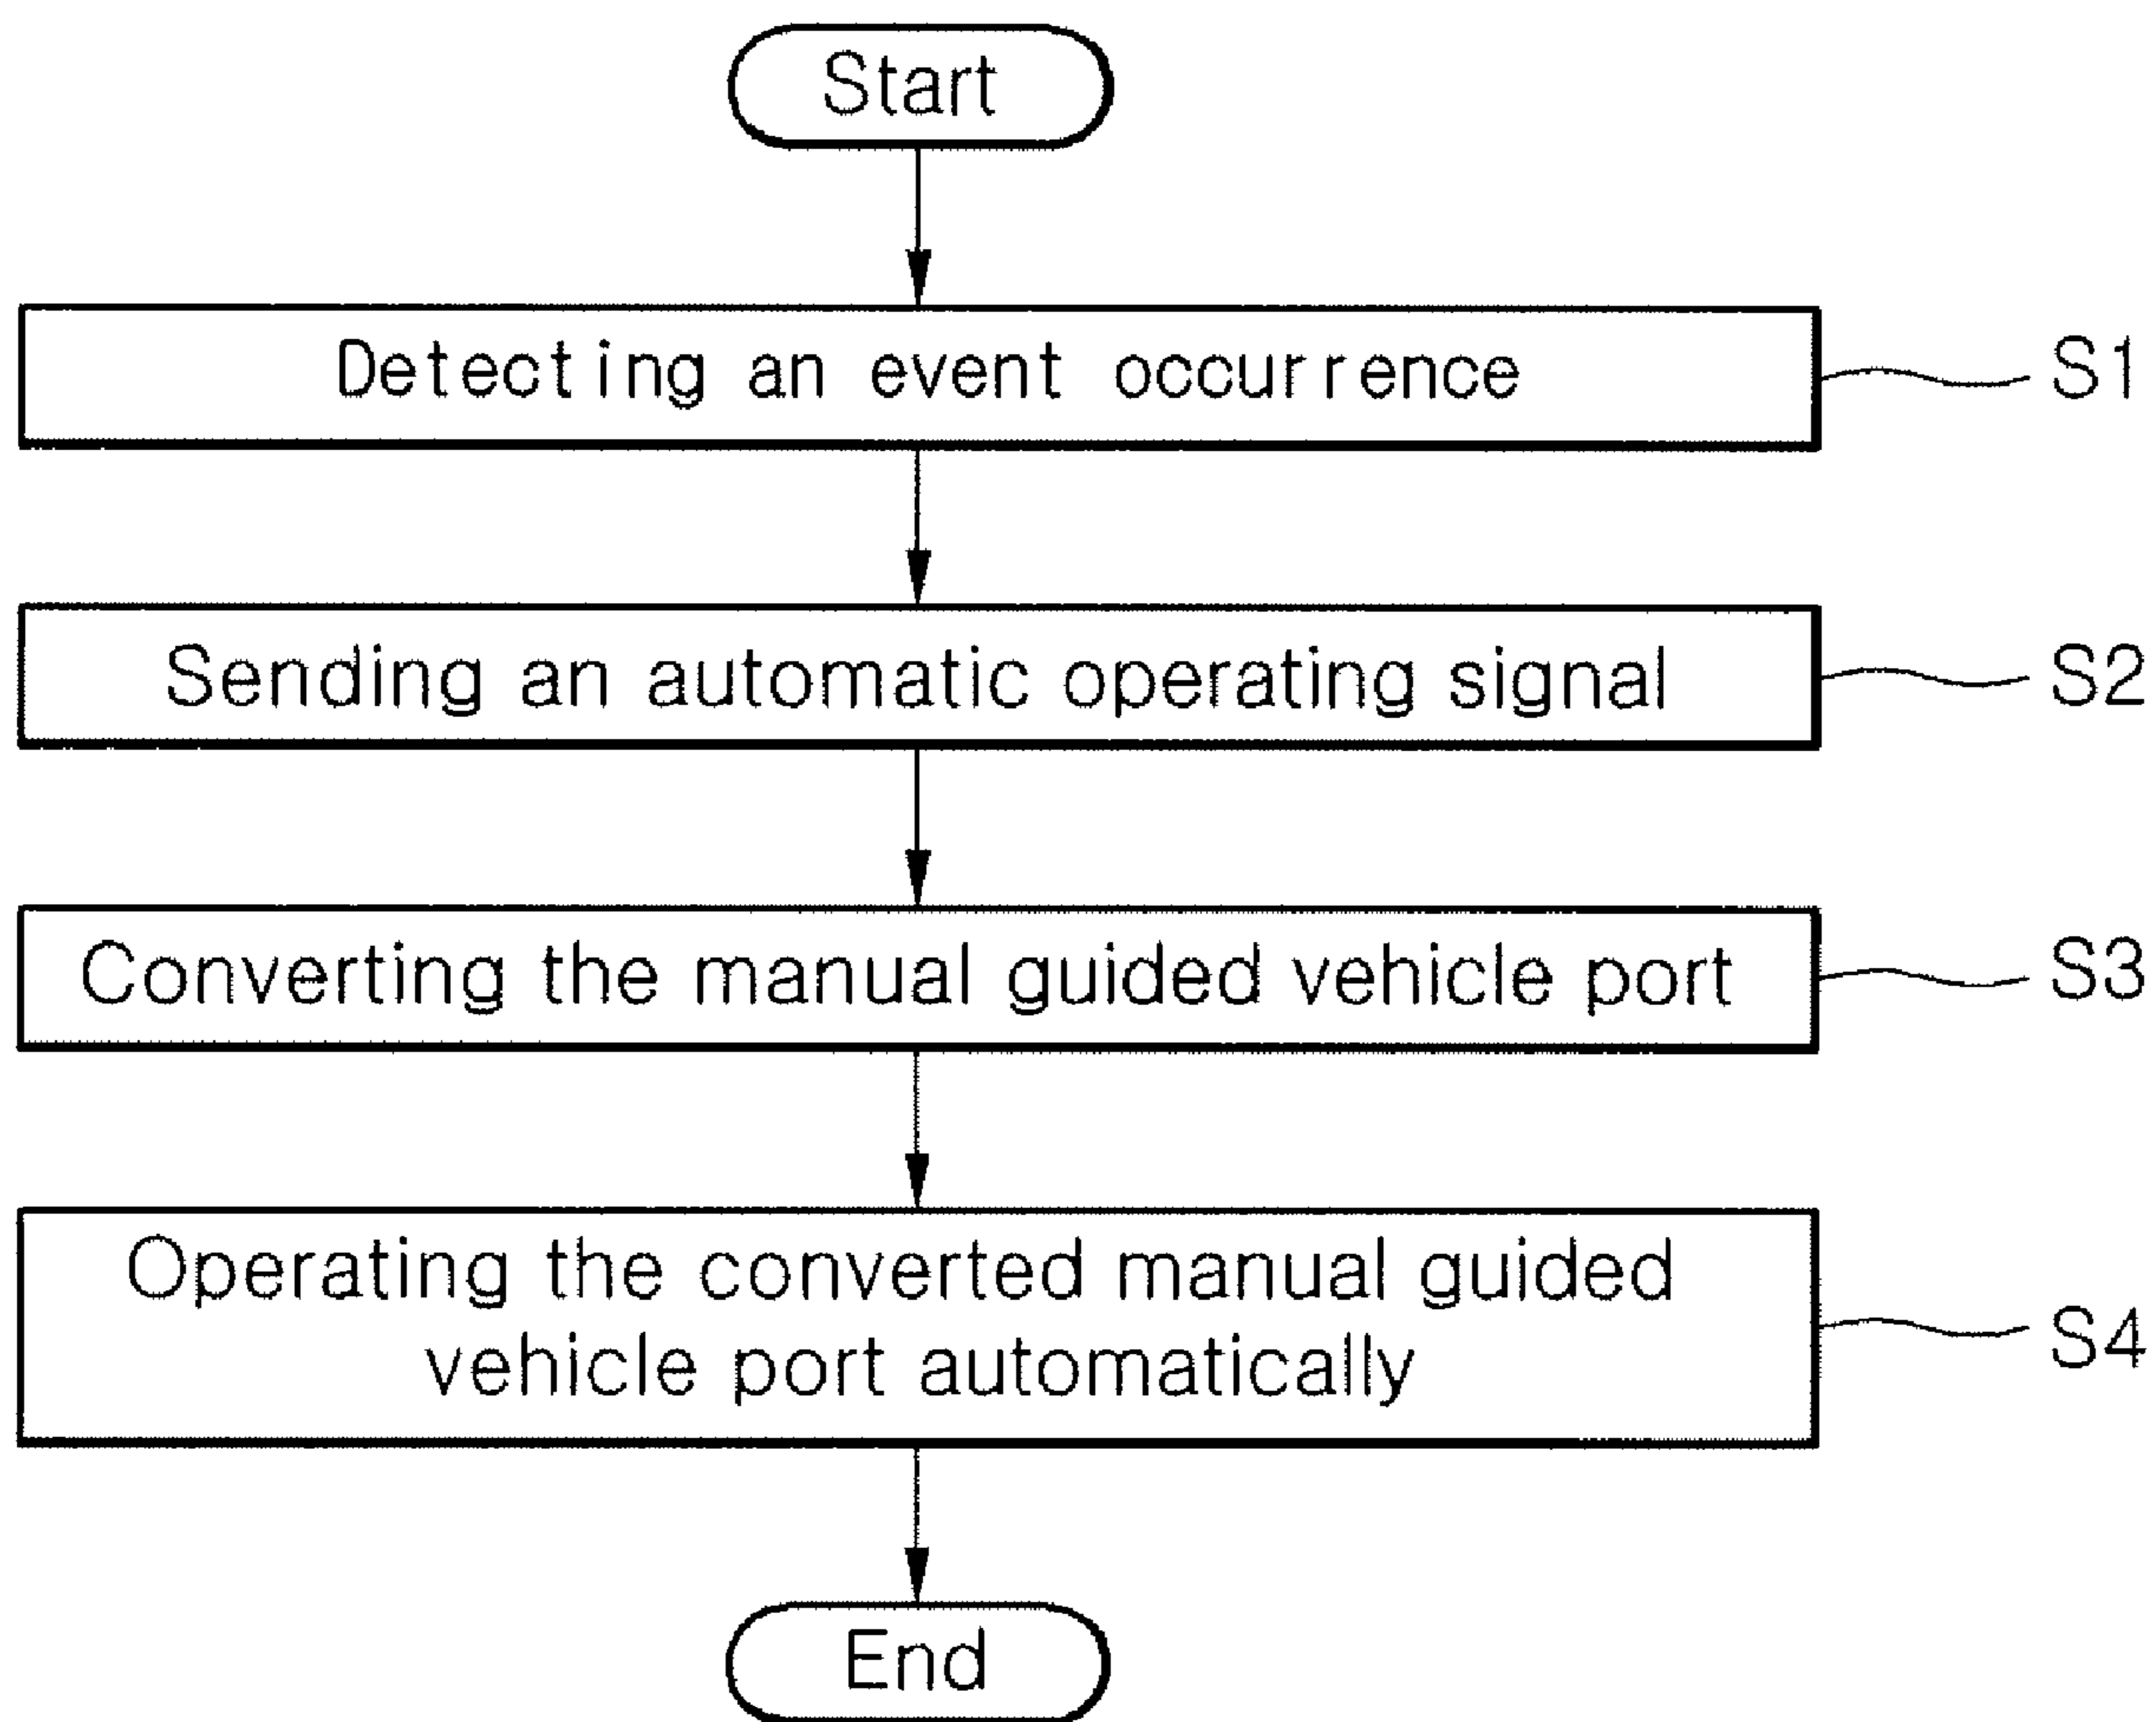 Start
Detecting an event occurrence
S1
Sending an automatic operating signal
S2
Converting the manual guided vehicle port
S3
Operating the converted manual guided
vehicle port automatically
S4
End